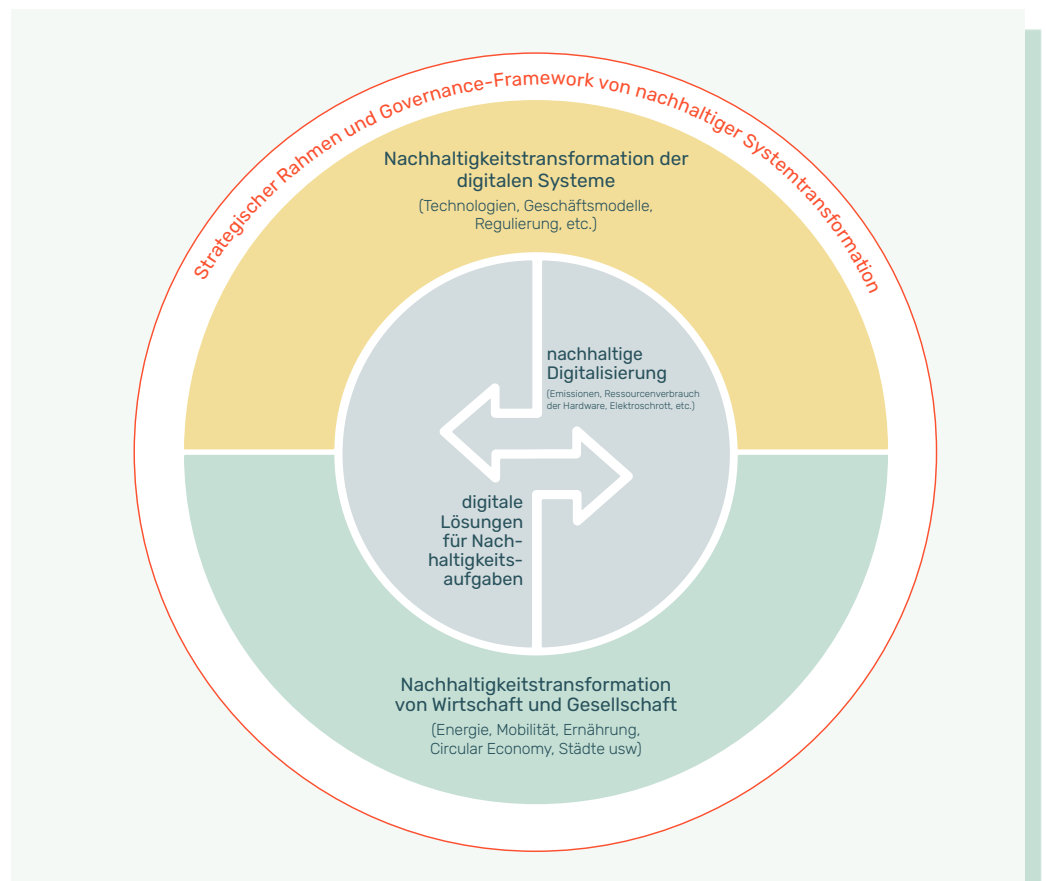 Strategischer Rahmen und Governance-Framework von nachhaltiger Systemtransformation
Nachhaltigkeitstransformation der
digitalen Systeme
(Technologien, Geschäftsmodelle,
Regulierung, etc.)
nachhaltige
Digitalisierung
(Emissionen, Ressourcenverbrauch
der Hardware, Elektroschrott, etc.)
digitale
Lösungen
für Nach-
haltigkeits-
aufgaben
Nachhaltigkeitstransformation
von Wirtschaft und Gesellschaft
(Energie, Mobilität, Ernährung,
Circular Economy, Städte usw)